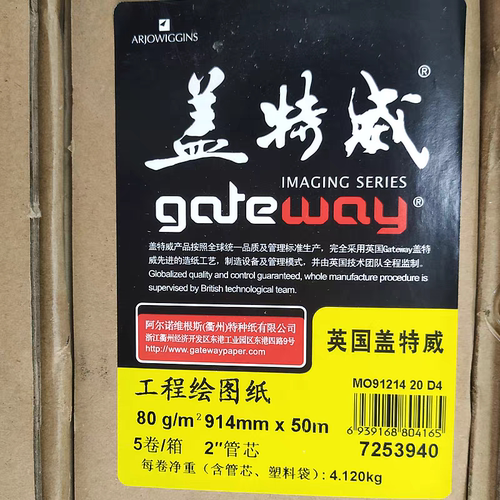 ARJOWIGGINS
盖特威®
IMAGING SERIES
gateway®
盖特威产品按照全球统一品质及管理标准生产，完全采用英国Gateway盖特
威先进的造纸工艺，制造设备及管理模式，并由英国技术团队全程监制。
Globalized quality and control guaranteed, whole manufacture procedure is
supervised by British technological team.
阿尔诺维根斯(衢州)特种纸有限公司
浙江衢州经济开发区东港工业园区东港四路9号
http://www.gatewaypaper.com
英国盖特威
工程绘图纸
MO91214 20 D4
80 g/m² 914mm x 50m
6 939168 804165
5卷/箱 2"管芯
7253940
每卷净重(含管芯、塑料袋): 4.120kg